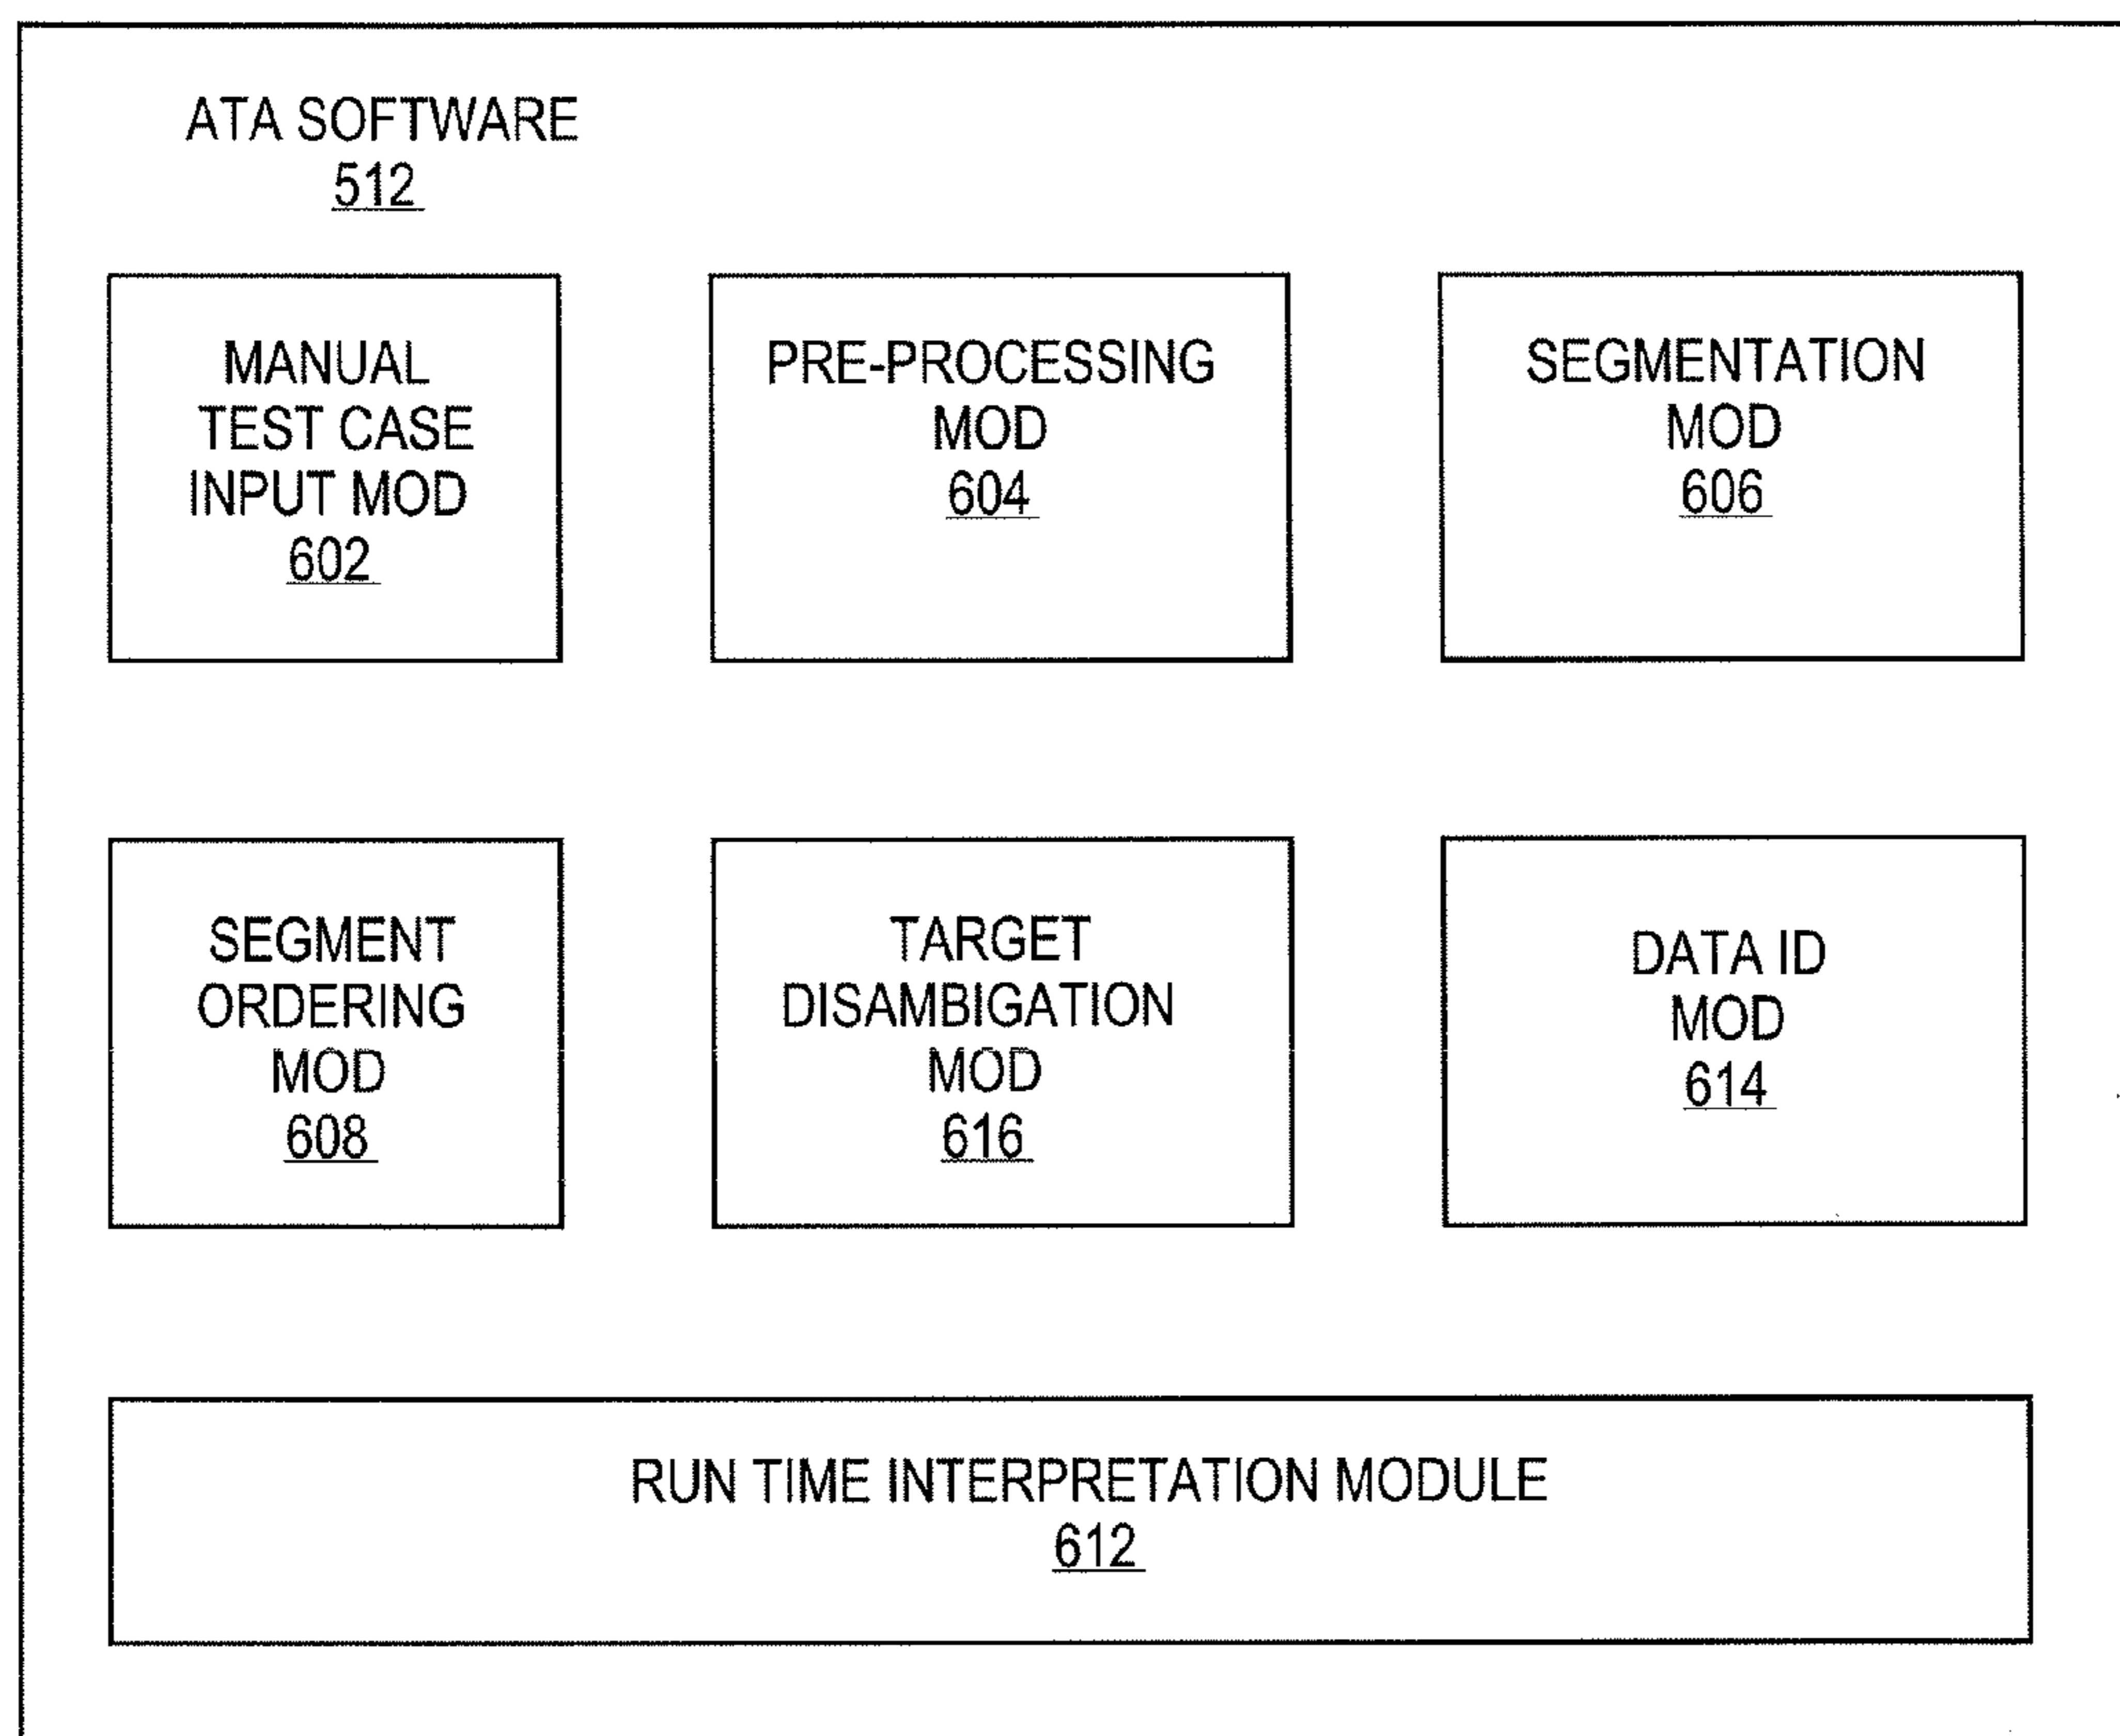 ATA SOFTWARE
512
MANUAL
TEST CASE
INPUT MOD
602
PRE-PROCESSING
MOD
604
SEGMENTATION
MOD
606
SEGMENT
ORDERING
MOD
608
TARGET
DISAMBIGATION
MOD
616
DATA ID
MOD
614
RUN TIME INTERPRETATION MODULE
612